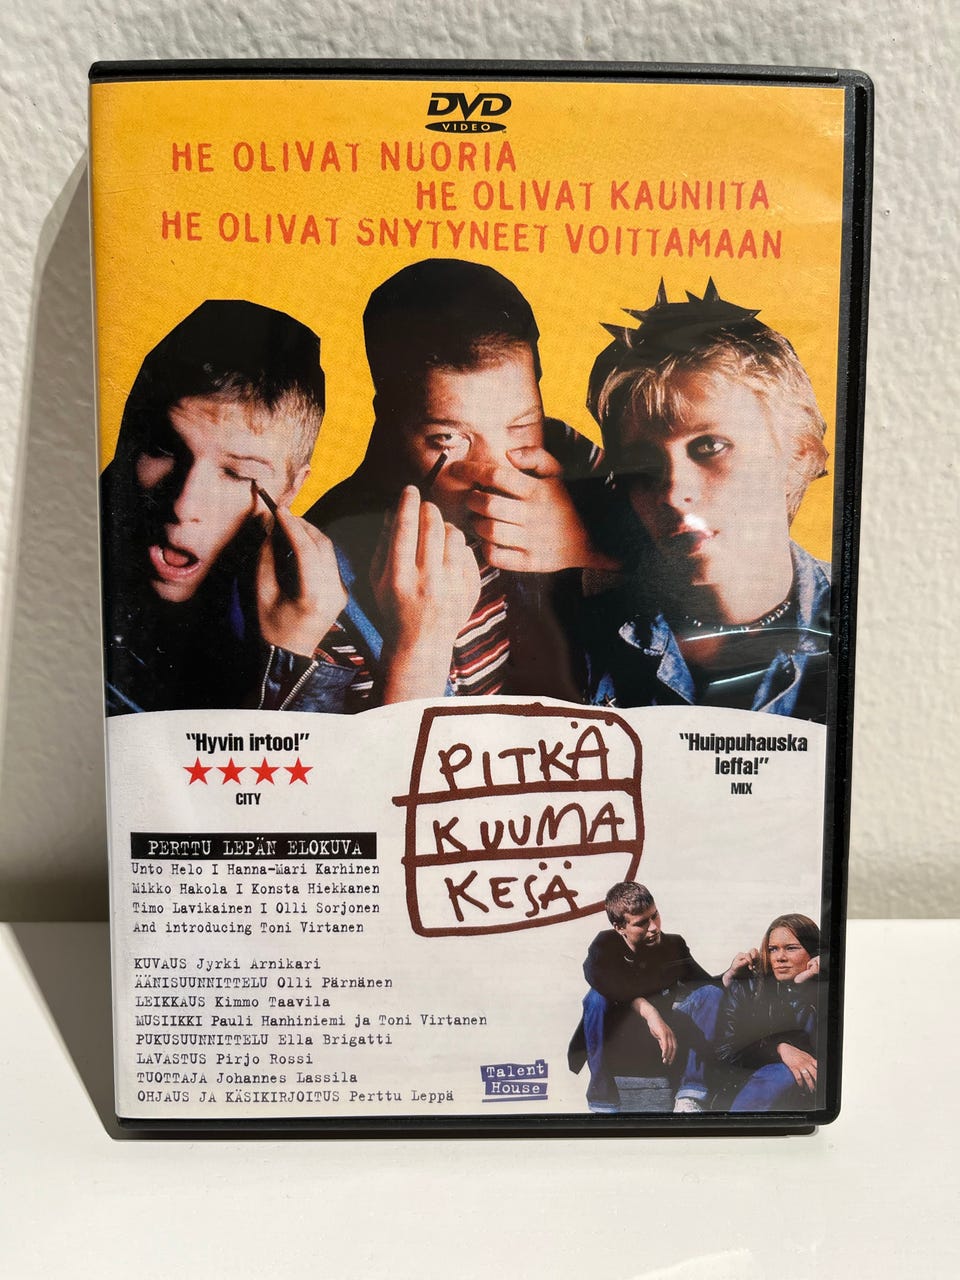 DVD
VIDEO
HE OLIVAT NUORIA
HE OLIVAT KAUNIITA
HE OLIVAT SNYTYNEET VOITTAMAAN
"Hyvin irtoo!"
★★★★
CITY
"Huippuhauska
leffa!"
MIX
PITKÄ
KUUMA
KESÄ
PERTTU LEPÄN ELOKUVA
Unto Helo I Hanna-Mari Karhinen
Mikko Hakola I Konsta Hiekkanen
Timo Lavikainen I Olli Sorjonen
And introducing Toni Virtanen
KUVAUS Jyrki Arnikari
ÄÄNISUUNNITTELU Olli Pärnänen
LEIKKAUS Kimmo Taavila
MUSIIKKI Pauli Hanhiniemi ja Toni Virtanen
PUKUSUUNNITTELU Ella Brigatti
LAVASTUS Pirjo Rossi
TUOTTAJA Johannes Lassila
OHJAUS JA KÄSIKIRJOITUS Perttu Leppä
Talent
House